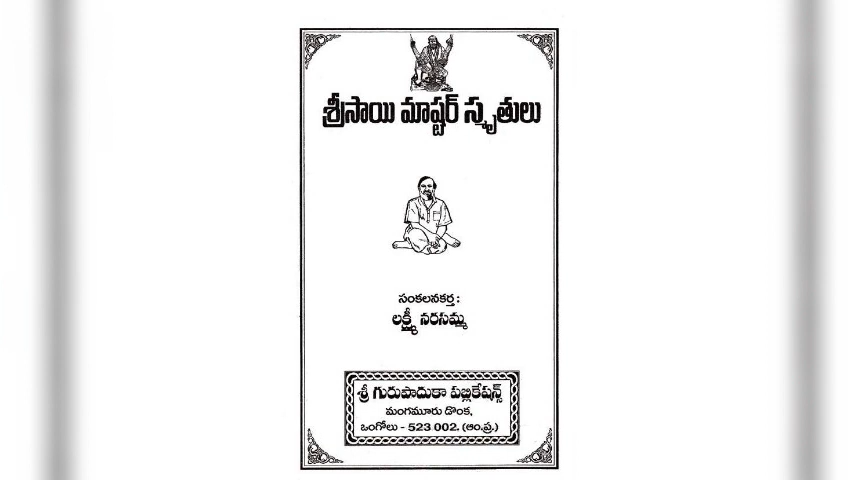 శ్రీసాయి మాష్టర్ స్మృతులు
సంకలనకర్త :
లక్ష్మీ నరసమ్మ
శ్రీ గురుపాదుకా పబ్లికేషన్స్
మంగమూరు డొంక,
ఒంగోలు - 523 002. (ఆం.ప్ర.)